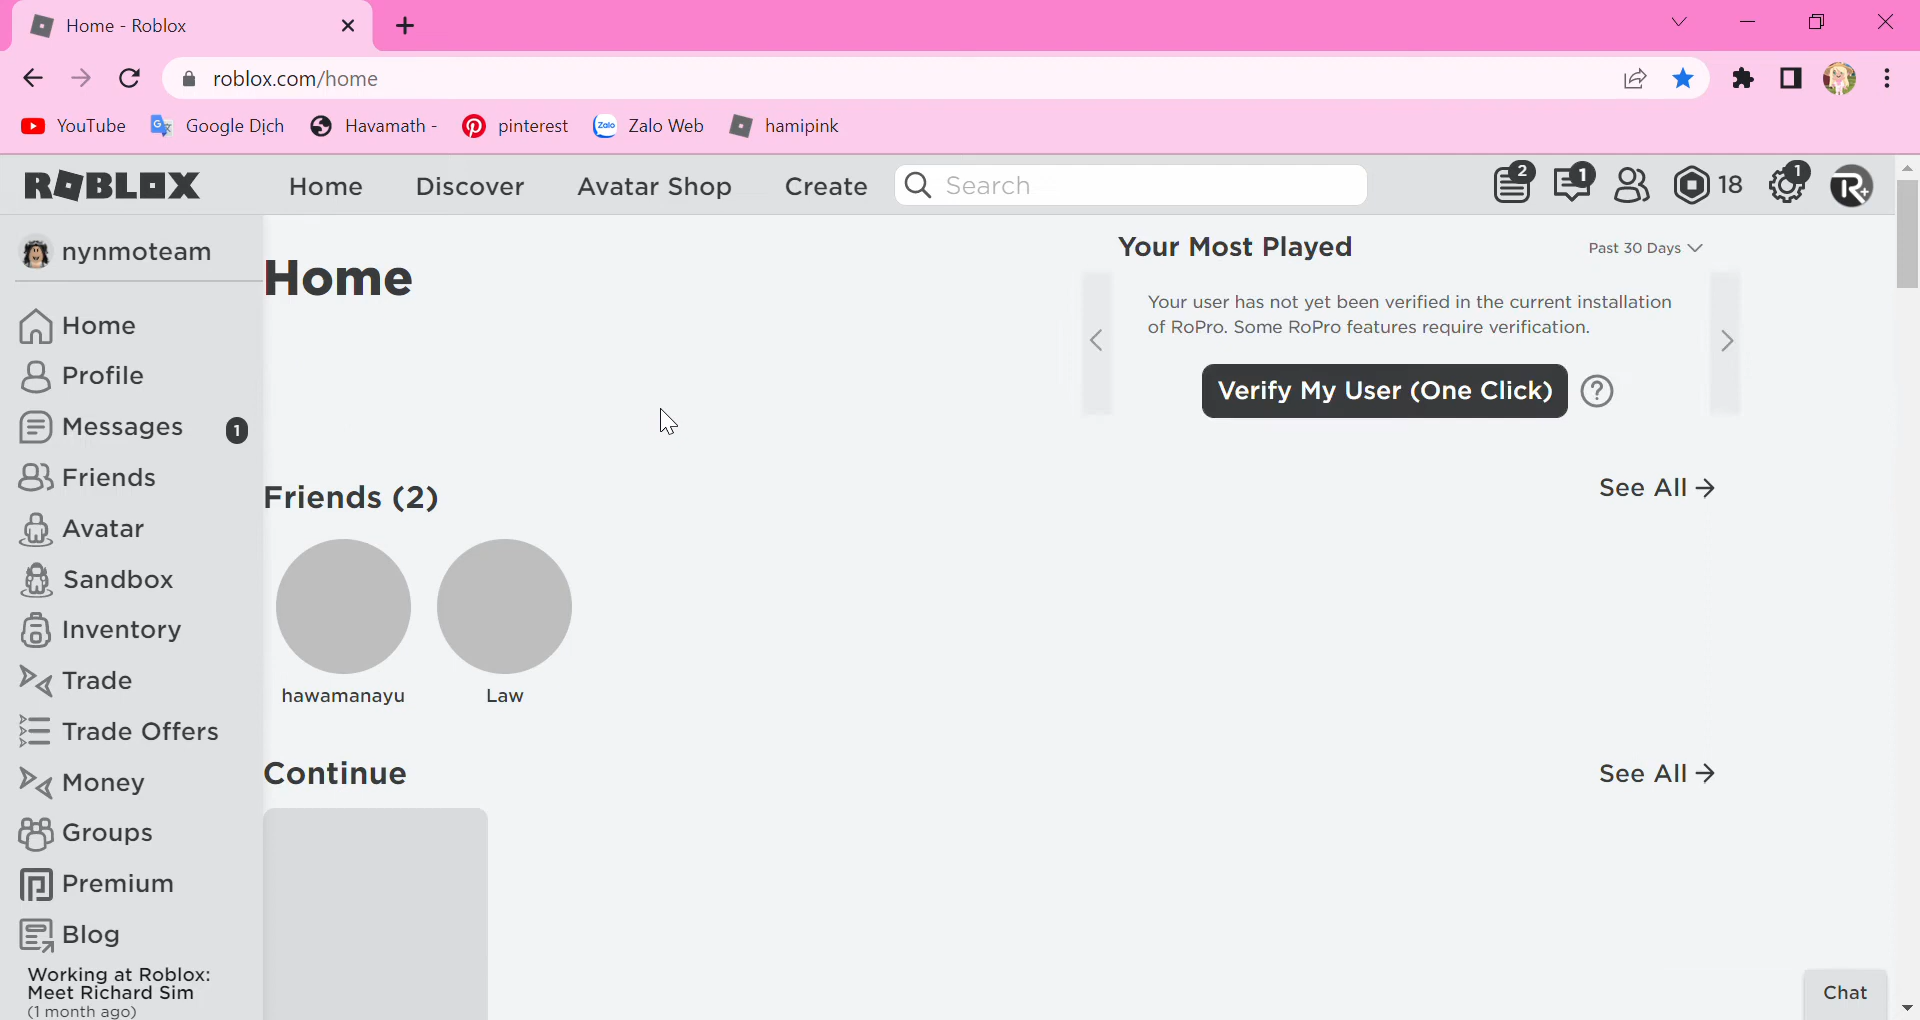 Home - Roblox
roblox.com/home
YouTube
Google Dịch
Havamath -
pinterest
Zalo Web
hamipink
ROBLOX
Home
Discover
Avatar Shop
Create
Search
2
1
18
1
R+
nynmoteam
Home
Profile
Messages
1
Friends
Avatar
Sandbox
Inventory
Trade
Trade Offers
Money
Groups
Premium
Blog
Working at Roblox:
Meet Richard Sim
(1 month ago)
Home
Your Most Played
Past 30 Days
Your user has not yet been verified in the current installation
of RoPro. Some RoPro features require verification.
Verify My User (One Click)
?
Friends (2)
See All
hawamanayu
Law
Continue
See All
Chat